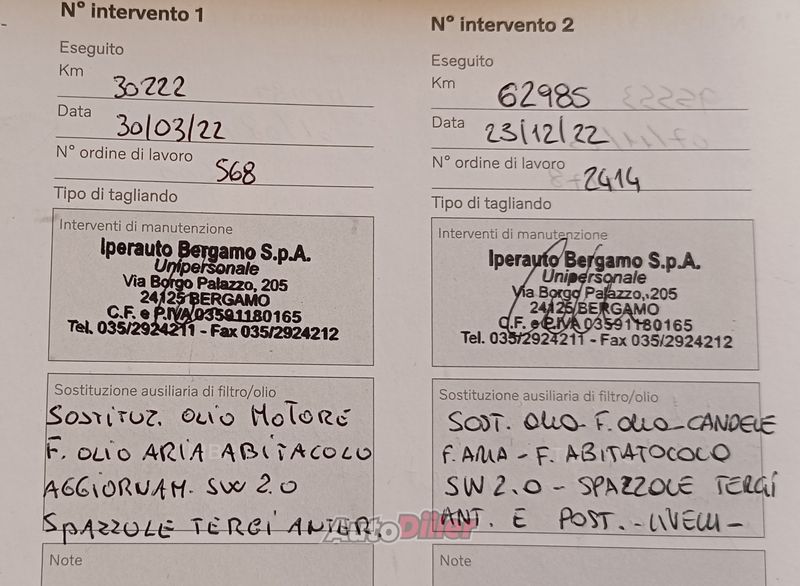 N° intervento 1
Eseguito
Km 30222
Data 30/03/22
N° ordine di lavoro 568
Tipo di tagliando
Interventi di manutenzione
Iperauto Bergamo S.p.A.
Unipersonale
Via Borgo Palazzo, 205
24125 BERGAMO
C.F. e P.IVA 03591180165
Tel. 035/2924211 - Fax 035/2924212
Sostituzione ausiliaria di filtro/olio
SOSTITUZ. OLIO MOTORE
F. OLIO ARIA ABITACOLO
AGGIORNAM. SW 2.0
SPAZZOLE TERGI ANTER.
Note
N° intervento 2
Eseguito
Km 62985
Data 23/12/22
N° ordine di lavoro 2414
Tipo di tagliando
Interventi di manutenzione
Iperauto Bergamo S.p.A.
Unipersonale
Via Borgo Palazzo, 205
24125 BERGAMO
C.F. e P.IVA 03591180165
Tel. 035/2924211 - Fax 035/2924212
Sostituzione ausiliaria di filtro/olio
SOST. OLIO - F. OLIO - CANDELE
F. ARIA - F. ABITATOCOLO
SW 2.0 - SPAZZOLE TERGI
ANT. E POST. - LIVELLI -
Note
AutoDiller